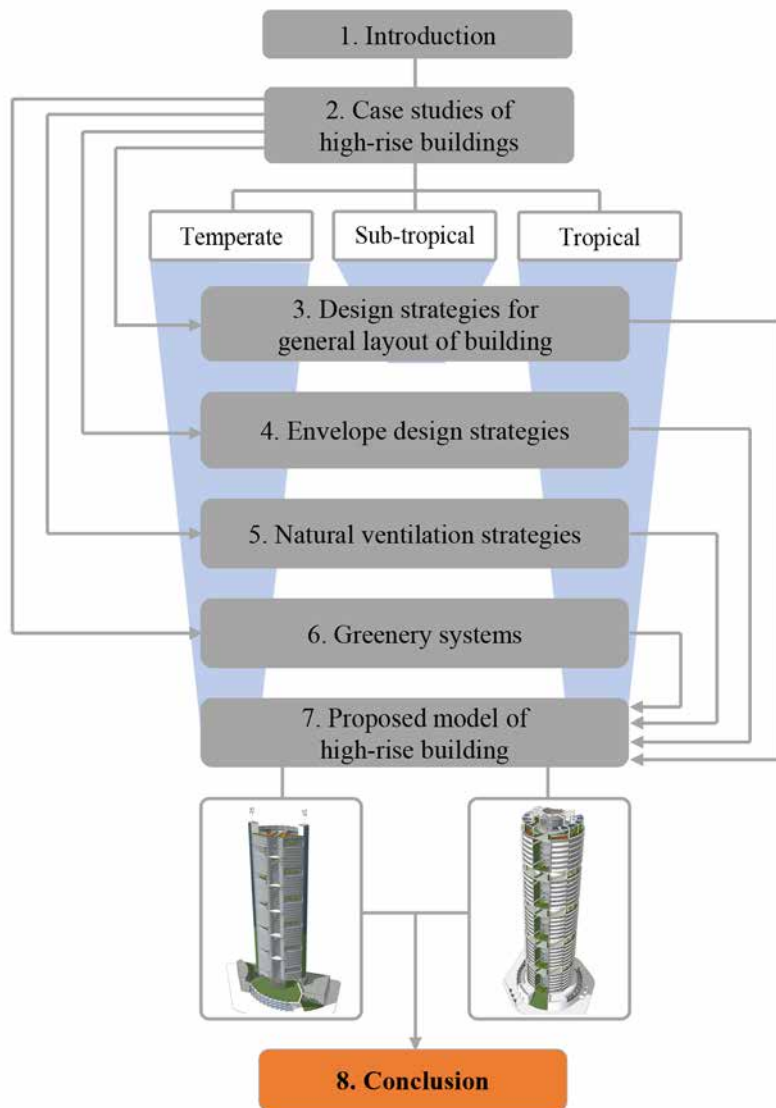 1. Introduction
2. Case studies of
high-rise buildings
Temperate
Sub-tropical
Tropical
3. Design strategies for
general layout of building
4. Envelope design strategies
5. Natural ventilation strategies
6. Greenery systems
7. Proposed model of
high-rise building
8. Conclusion